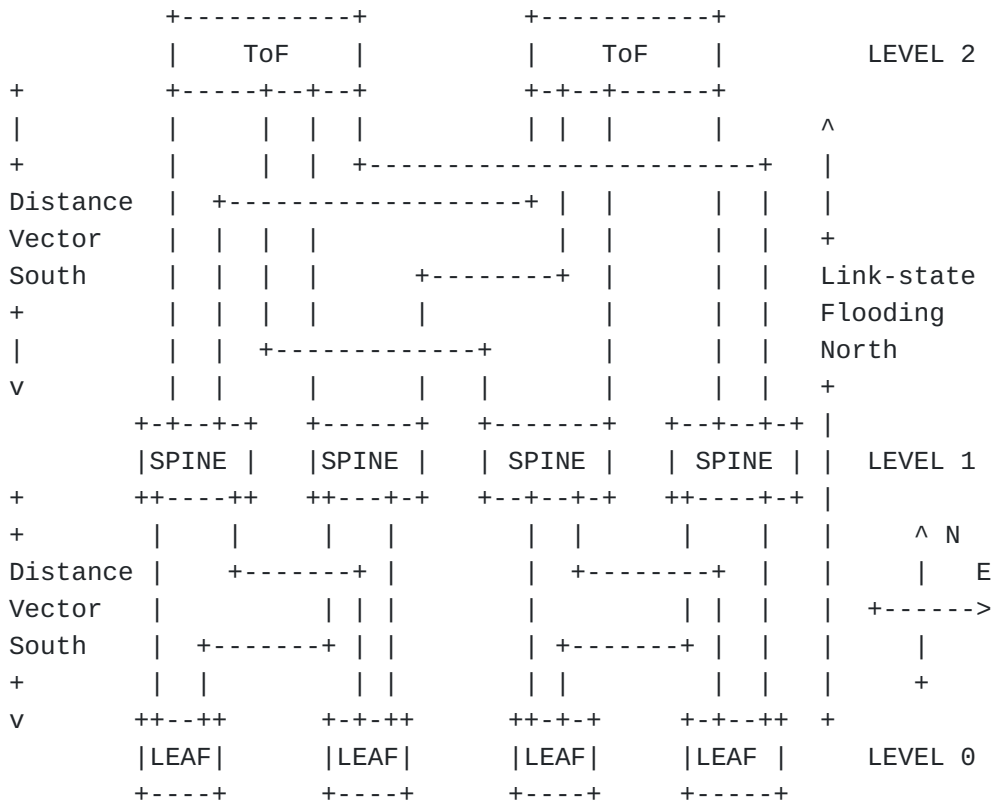 ToF ToF LEVEL 2
Distance
Vector
South Link-state
Flooding
North
v
SPINE SPINE SPINE SPINE LEVEL 1
^ N
Distance E
Vector
South
v
LEAF LEAF LEAF LEAF LEVEL 0